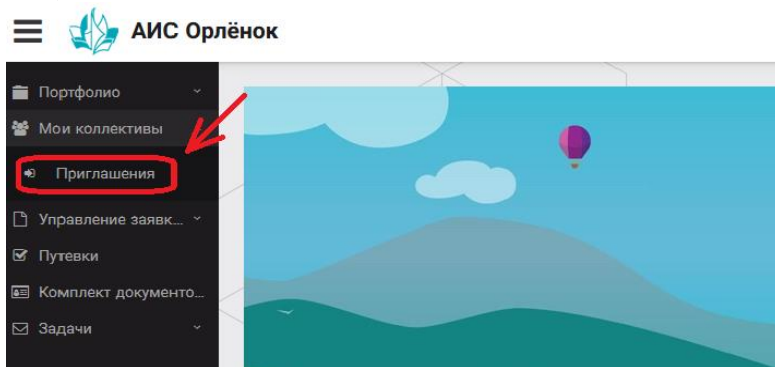 АИС Орлёнок
Портфолио
Мои коллективы
Приглашения
Управление заявк...
Путевки
Комплект документо...
Задачи